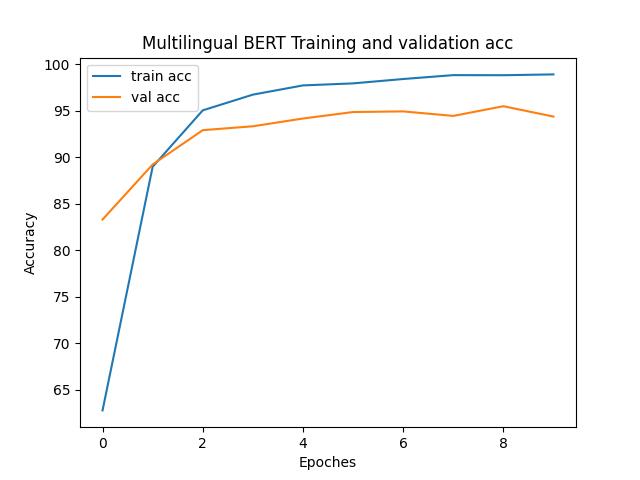 Multilingual BERT Training and validation acc
train acc
val acc
100
95
90
85
80
75
70
65
Accuracy
0 2 4 6 8
Epoches